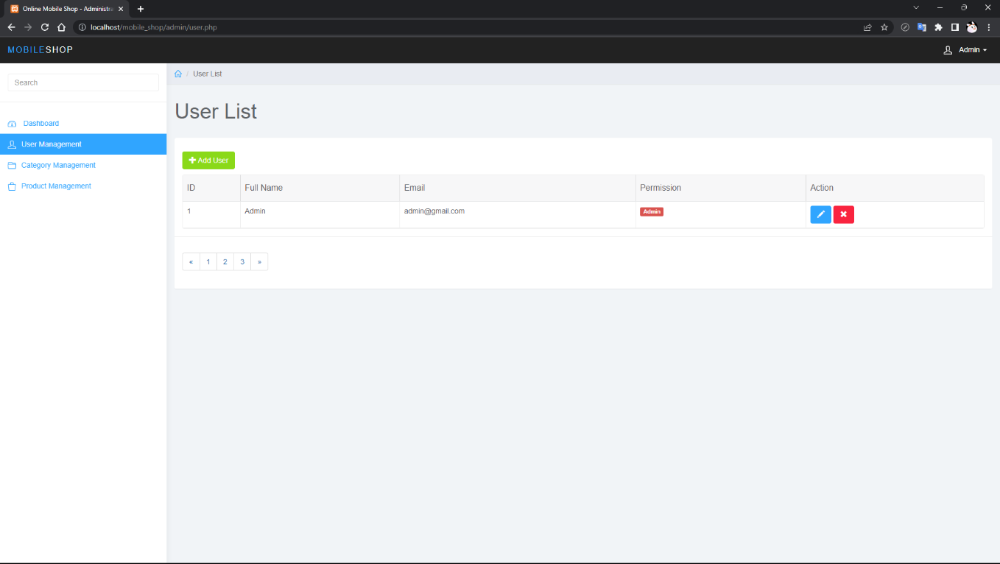 Online Mobile Shop - Administra
localhost/mobile_shop/admin/user.php
MOBILESHOP
Admin
Search
/ User List
User List
Dashboard
User Management
Category Management
Product Management
Add User
ID Full Name Email Permission Action
1 Admin admin@gmail.com Admin
« 1 2 3 »